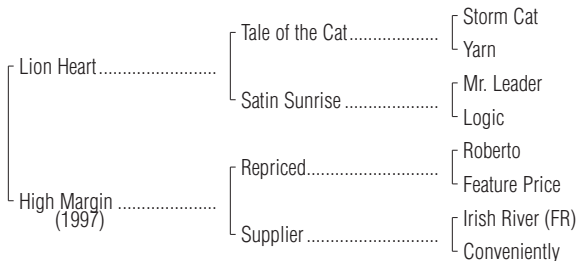 Storm Cat
Tale of the Cat....................
Yarn
Lion Heart..........................
Mr. Leader
Satin Sunrise .....................
Logic
Roberto
Repriced.............................
Feature Price
High Margin ......................
(1997)
Irish River (FR)
Supplier .............................
Conveniently